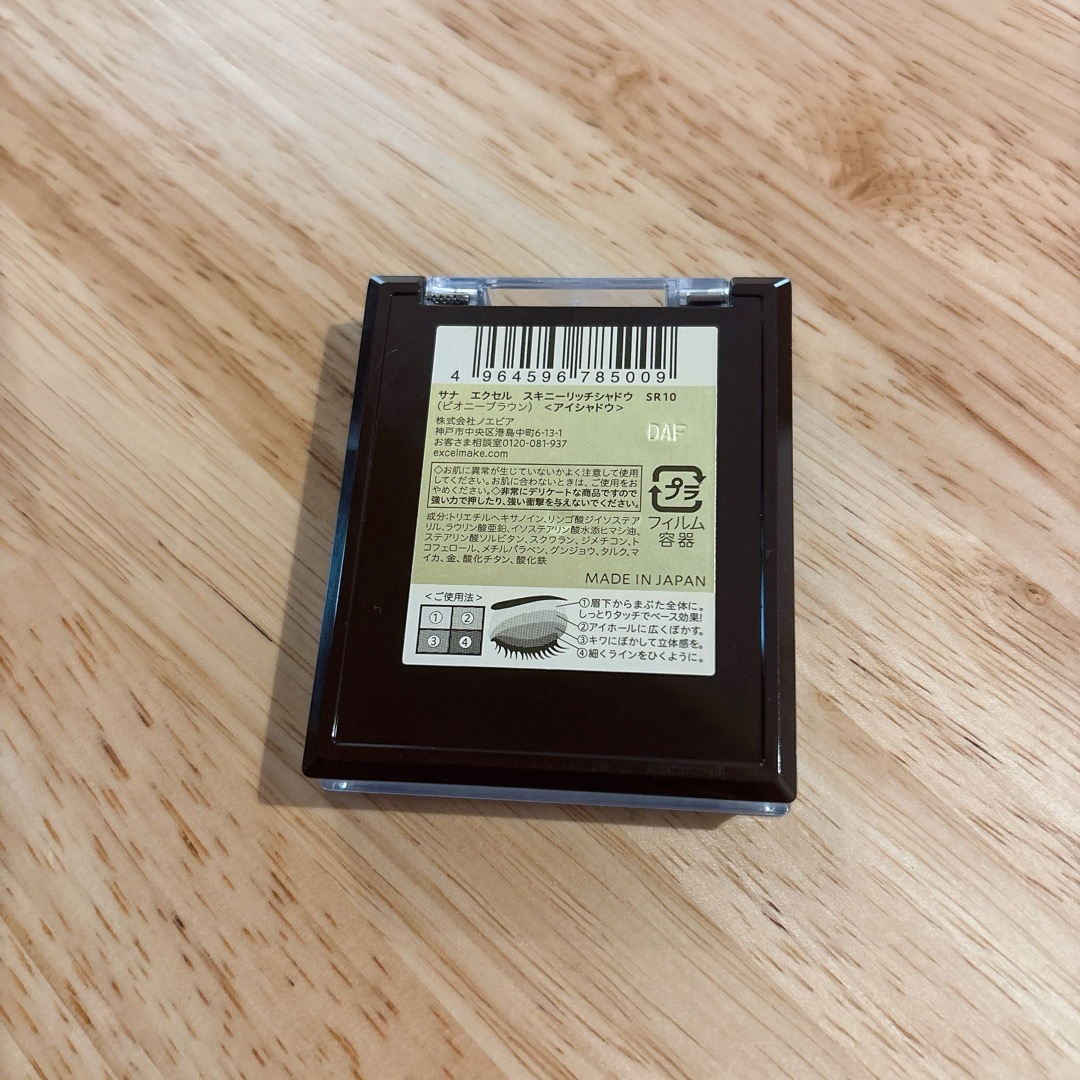 4 964596 785009
サナ エクセル スキニーリッチシャドウ SR10
(ピオニーブラウン) <アイシャドウ>
株式会社ノエビア
神戸市中央区港島中町6-13-1
お客さま相談室0120-081-937
excelmake.com
DAF
◇お肌に異常が生じていないかよく注意して使用
してください。お肌に合わないときは、ご使用をお
やめください。◇非常にデリケートな商品ですので
強い力で押したり、強い衝撃を与えないでください。
プラ
フィルム
容器
成分:トリエチルヘキサノイン、リンゴ酸ジイソステア
リル、ラウリン酸亜鉛、イソステアリン酸水添ヒマシ油、
ステアリン酸ソルビタン、スクワラン、ジメチコン、ト
コフェロール、メチルパラベン、グンジョウ、タルク、マ
イカ、金、酸化チタン、酸化鉄
MADE IN JAPAN
<ご使用法>
① ②
③ ④
①眉下からまぶた全体に。
しっとりタッチでベース効果!
②アイホールに広くぼかす。
③キワにぼかして立体感を。
④細くラインをひくように。